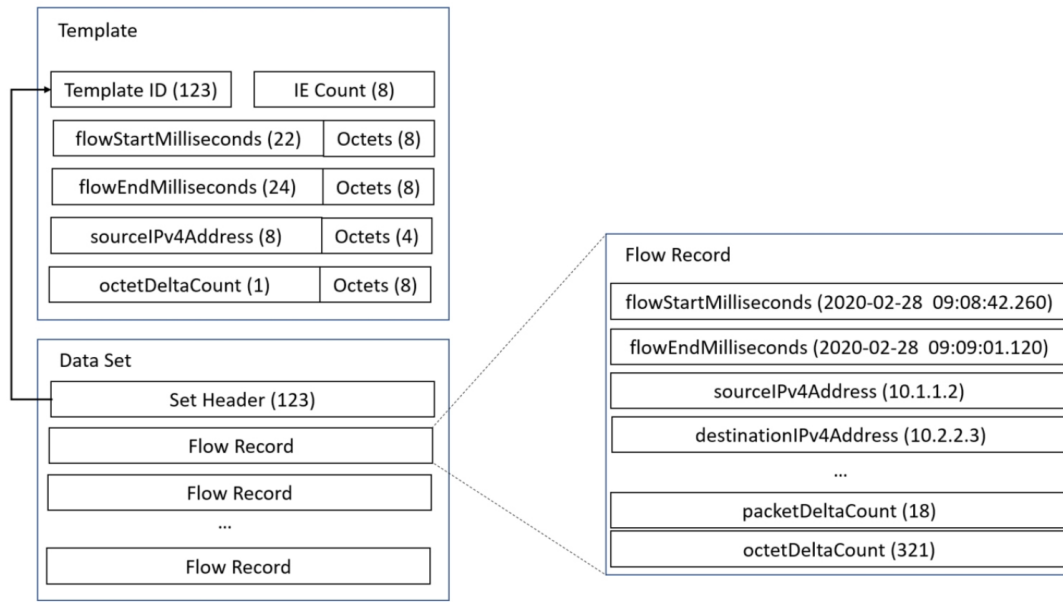 Template
Template ID (123)
IE Count (8)
flowStartMilliseconds (22)
Octets (8)
flowEndMilliseconds (24)
Octets (8)
sourceIPv4Address (8)
Octets (4)
octetDeltaCount (1)
Octets (8)
Data Set
Set Header (123)
Flow Record
Flow Record
...
Flow Record
Flow Record
flowStartMilliseconds (2020-02-28 09:08:42.260)
flowEndMilliseconds (2020-02-28 09:09:01.120)
sourceIPv4Address (10.1.1.2)
destinationIPv4Address (10.2.2.3)
...
packetDeltaCount (18)
octetDeltaCount (321)